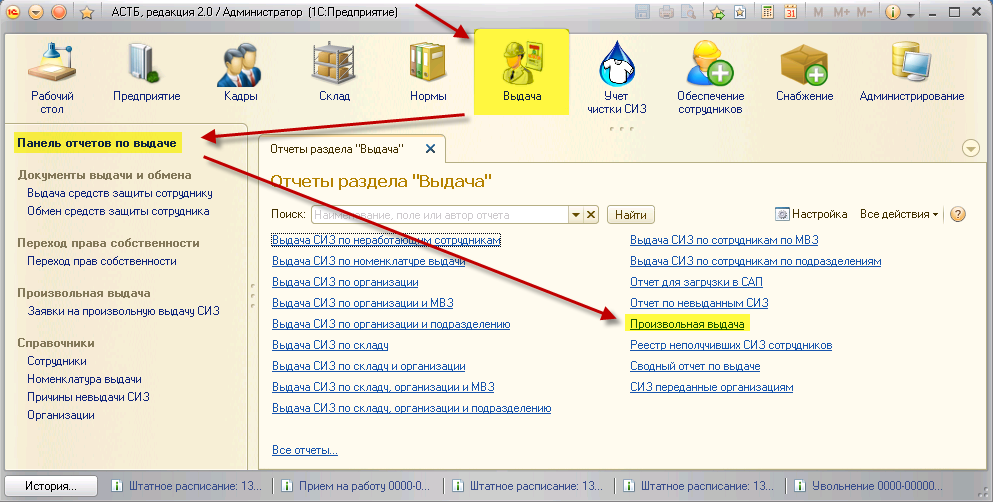 АСТБ, редакция 2.0 / Администратор (1С:Предприятие)
M M+ M-
Рабочий стол
Предприятие
Кадры
Склад
Нормы
Выдача
Учет чистки СИЗ
Обеспечение сотрудников
Снабжение
Администрирование
Панель отчетов по выдаче
Документы выдачи и обмена
Выдача средств защиты сотруднику
Обмен средств защиты сотрудника
Переход права собственности
Переход прав собственности
Произвольная выдача
Заявки на произвольную выдачу СИЗ
Справочники
Сотрудники
Номенклатура выдачи
Причины невыдачи СИЗ
Организации
Отчеты раздела "Выдача"
Отчеты раздела "Выдача"
Поиск: Наименование, поле или автор отчета Найти Настройка Все действия
Выдача СИЗ по неработающим сотрудникам
Выдача СИЗ по номенклатуре выдачи
Выдача СИЗ по организации
Выдача СИЗ по организации и МВЗ
Выдача СИЗ по организации и подразделению
Выдача СИЗ по складу
Выдача СИЗ по складу и организации
Выдача СИЗ по складу, организации и МВЗ
Выдача СИЗ по складу, организации и подразделению
Выдача СИЗ по сотрудникам по МВЗ
Выдача СИЗ по сотрудникам по подразделениям
Отчет для загрузки в САП
Отчет по невыданным СИЗ
Произвольная выдача
Реестр неполучивших СИЗ сотрудников
Сводный отчет по выдаче
СИЗ переданные организациям
Все отчеты...
История...
Штатное расписание: 13...
Прием на работу 0000-0...
Штатное расписание: 13...
Штатное расписание: 13...
Увольнение 0000-00000...